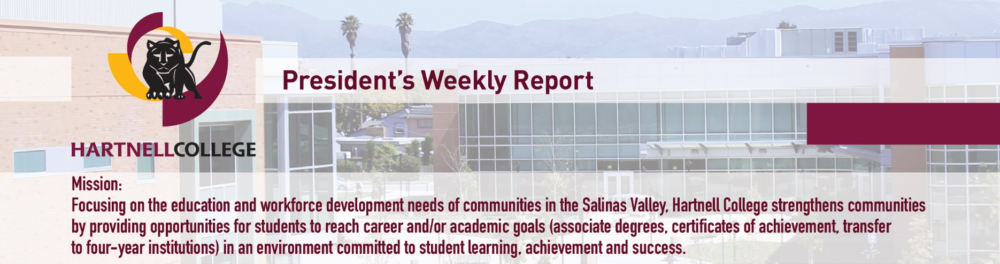 President's Weekly Report
HARTNELLCOLLEGE
Mission:
Focusing on the education and workforce development needs of communities in the Salinas Valley, Hartnell College strengthens communities
by providing opportunities for students to reach career and/or academic goals (associate degrees, certificates of achievement, transfer
to four-year institutions) in an environment committed to student learning, achievement and success.